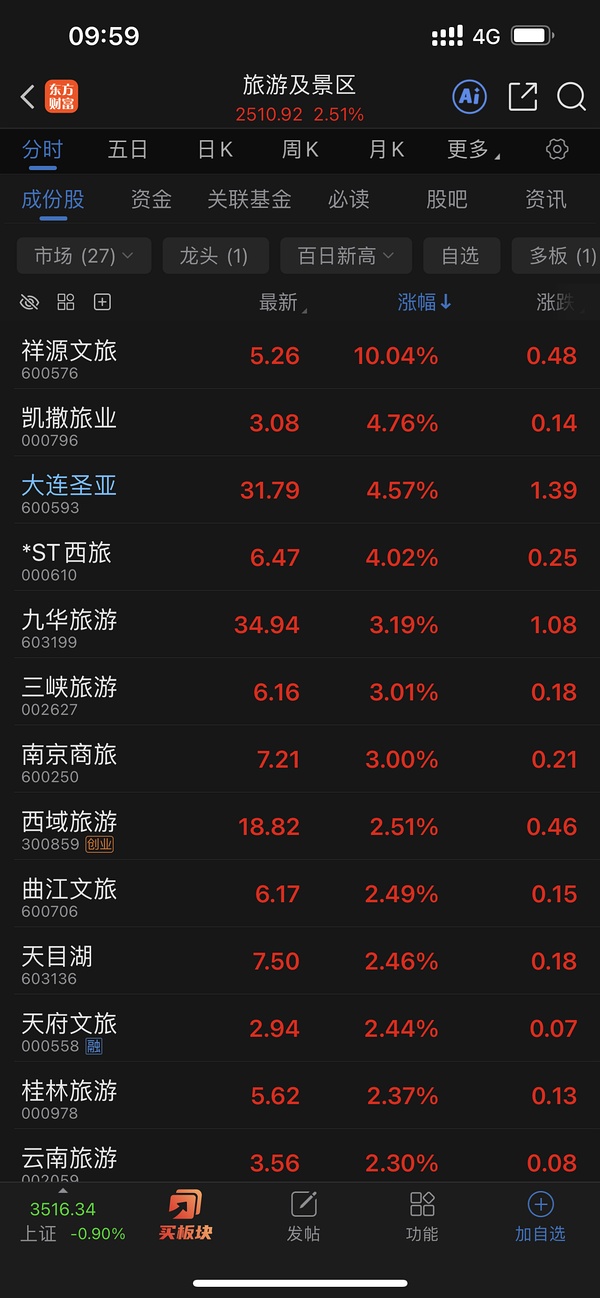 09:59 4G
东方财富 旅游及景区 Ai
2510.92 2.51%
分时 五日 日K 周K 月K 更多
成份股 资金 关联基金 必读 股吧 资讯
市场 (27) 龙头 (1) 百日新高 自选 多板 (1)
最新 涨幅↓ 涨跌
祥源文旅 5.26 10.04% 0.48
600576
凯撒旅业 3.08 4.76% 0.14
000796
大连圣亚 31.79 4.57% 1.39
600593
*ST西旅 6.47 4.02% 0.25
000610
九华旅游 34.94 3.19% 1.08
603199
三峡旅游 6.16 3.01% 0.18
002627
南京商旅 7.21 3.00% 0.21
600250
西域旅游 18.82 2.51% 0.46
300859 创业
曲江文旅 6.17 2.49% 0.15
600706
天目湖 7.50 2.46% 0.18
603136
天府文旅 2.94 2.44% 0.07
000558 融
桂林旅游 5.62 2.37% 0.13
000978
云南旅游 3.56 2.30% 0.08
002059
3516.34
上证 -0.90% 买板块 发帖 功能 加自选